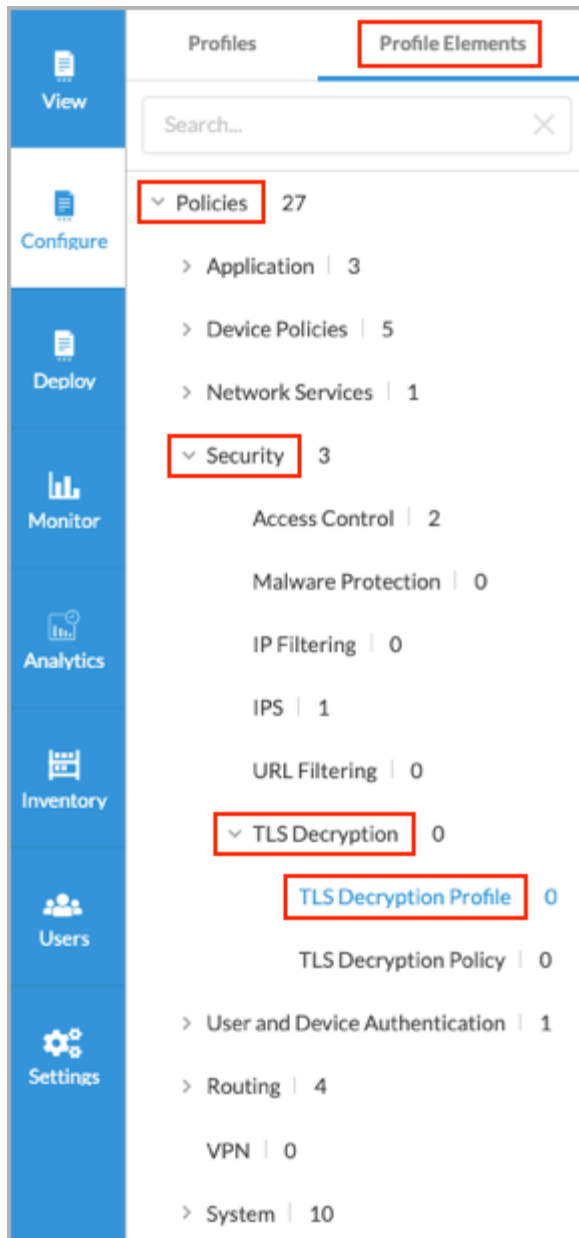 View
Configure
Deploy
Monitor
Analytics
Inventory
Users
Settings
Profiles
Profile Elements
Search...
Policies 27
Application 3
Device Policies 5
Network Services 1
Security 3
Access Control 2
Malware Protection 0
IP Filtering 0
IPS 1
URL Filtering 0
TLS Decryption 0
TLS Decryption Profile 0
TLS Decryption Policy 0
User and Device Authentication 1
Routing 4
VPN 0
System 10